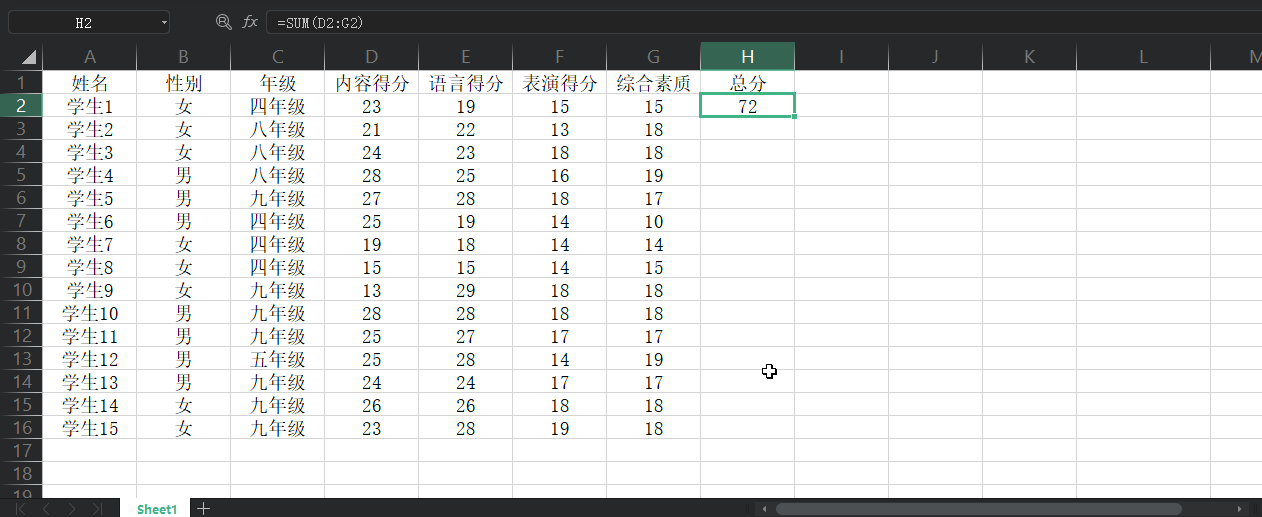 H2 fx =SUM(D2:G2)
A B C D E F G H I J K L M
1 姓名 性别 年级 内容得分 语言得分 表演得分 综合素质 总分
2 学生1 女 四年级 23 19 15 15 72
3 学生2 女 八年级 21 22 13 18
4 学生3 女 八年级 24 23 18 18
5 学生4 男 八年级 28 25 16 19
6 学生5 男 九年级 27 28 18 17
7 学生6 男 四年级 25 19 14 10
8 学生7 女 四年级 19 18 14 14
9 学生8 女 四年级 15 15 14 15
10 学生9 女 九年级 13 29 18 18
11 学生10 男 九年级 28 28 18 18
12 学生11 男 九年级 25 27 17 17
13 学生12 男 五年级 25 28 14 19
14 学生13 男 九年级 24 24 17 17
15 学生14 女 九年级 26 26 18 18
16 学生15 女 九年级 23 28 19 18
17
18
19
Sheet1